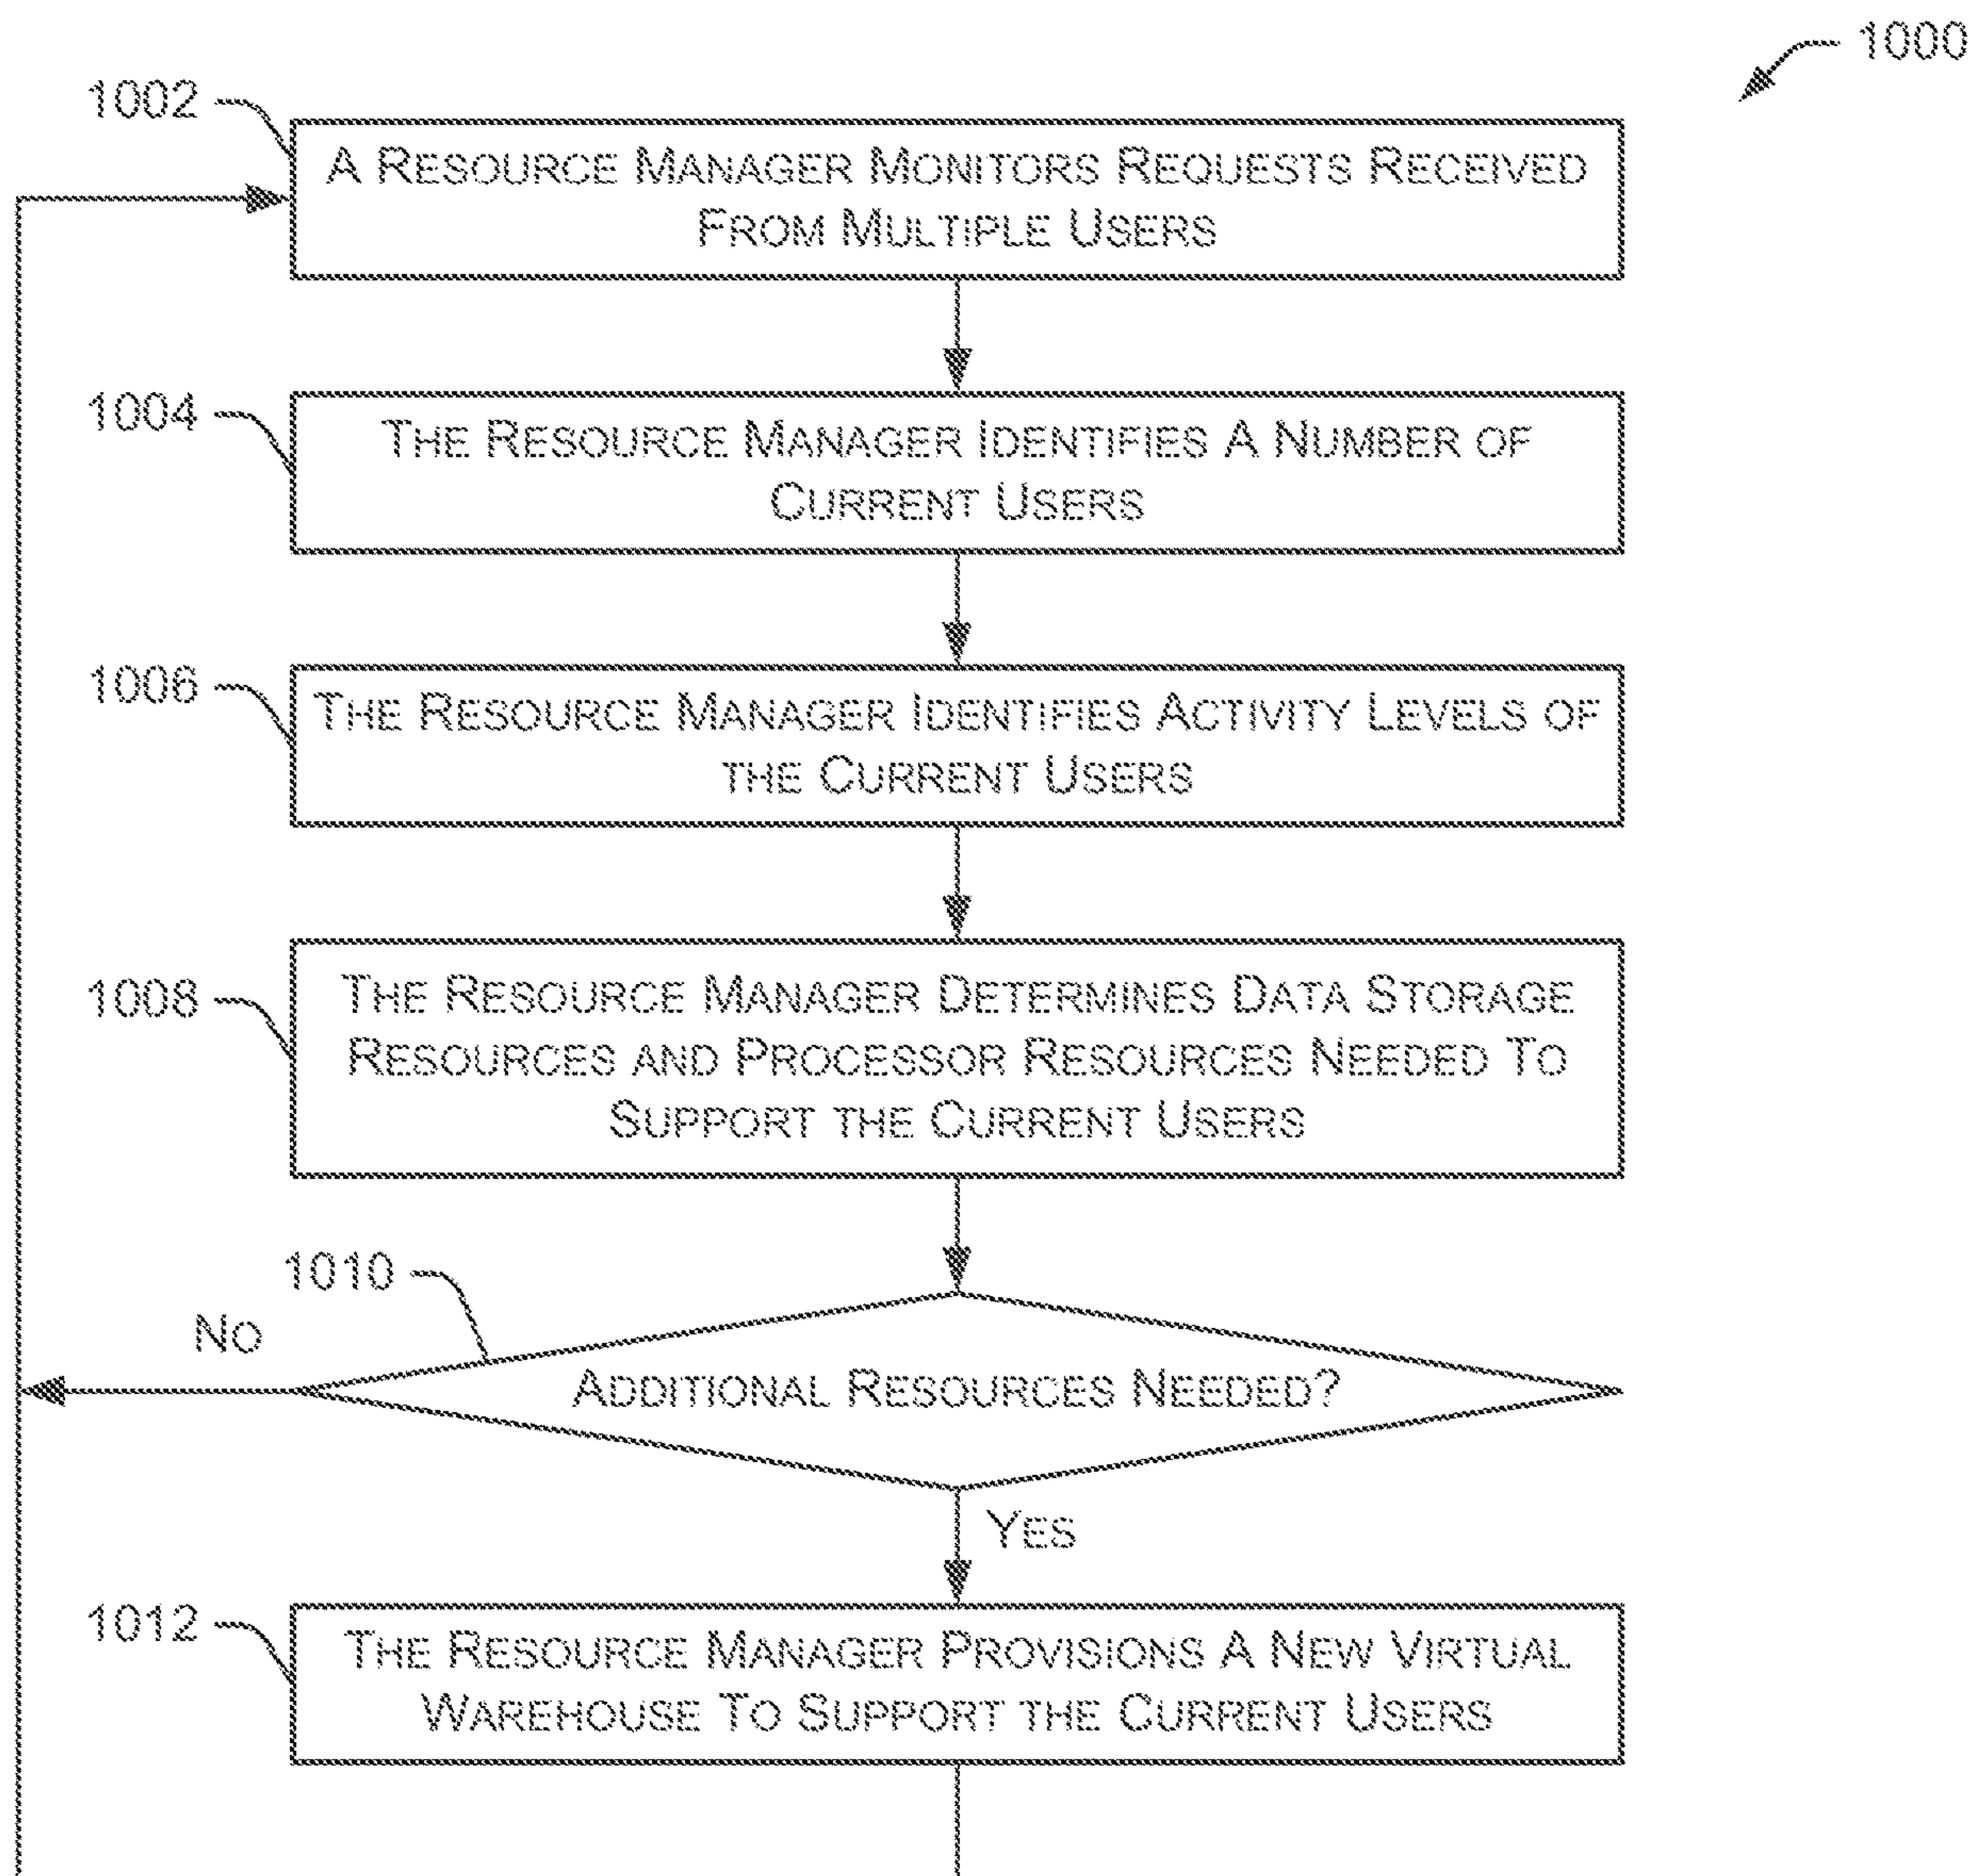 1000
1002
A RESOURCE MANAGER MONITORS REQUESTS RECEIVED
FROM MULTIPLE USERS
1004
THE RESOURCE MANAGER IDENTIFIES A NUMBER OF
CURRENT USERS
1006
THE RESOURCE MANAGER IDENTIFIES ACTIVITY LEVELS OF
THE CURRENT USERS
1008
THE RESOURCE MANAGER DETERMINES DATA STORAGE
RESOURCES AND PROCESSOR RESOURCES NEEDED TO
SUPPORT THE CURRENT USERS
1010
NO
ADDITIONAL RESOURCES NEEDED?
YES
1012
THE RESOURCE MANAGER PROVISIONS A NEW VIRTUAL
WAREHOUSE TO SUPPORT THE CURRENT USERS